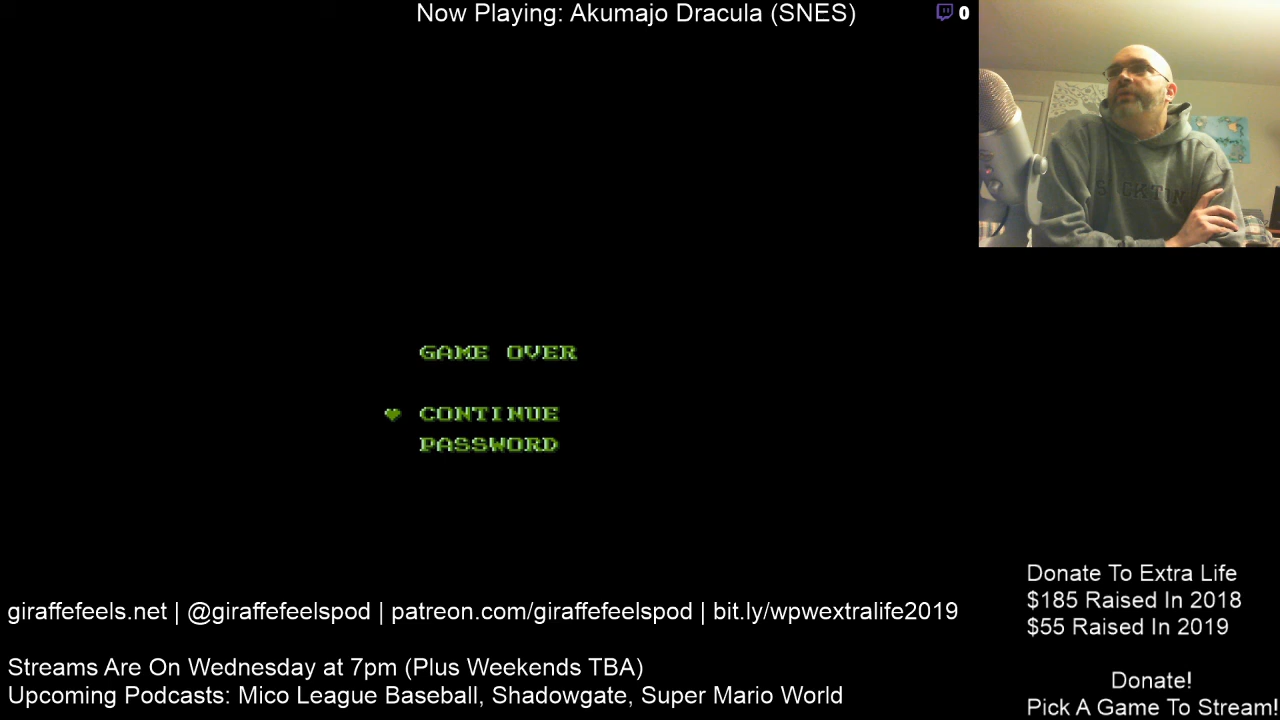 Now Playing: Akumajo Dracula (SNES)
0
GAME OVER
CONTINUE
PASSWORD
giraffefeels.net | @giraffefeelspod | patreon.com/giraffefeelspod | bit.ly/wpwextralife2019
Streams Are On Wednesday at 7pm (Plus Weekends TBA)
Upcoming Podcasts: Mico League Baseball, Shadowgate, Super Mario World
Donate To Extra Life
$185 Raised In 2018
$55 Raised In 2019
Donate!
Pick A Game To Stream!